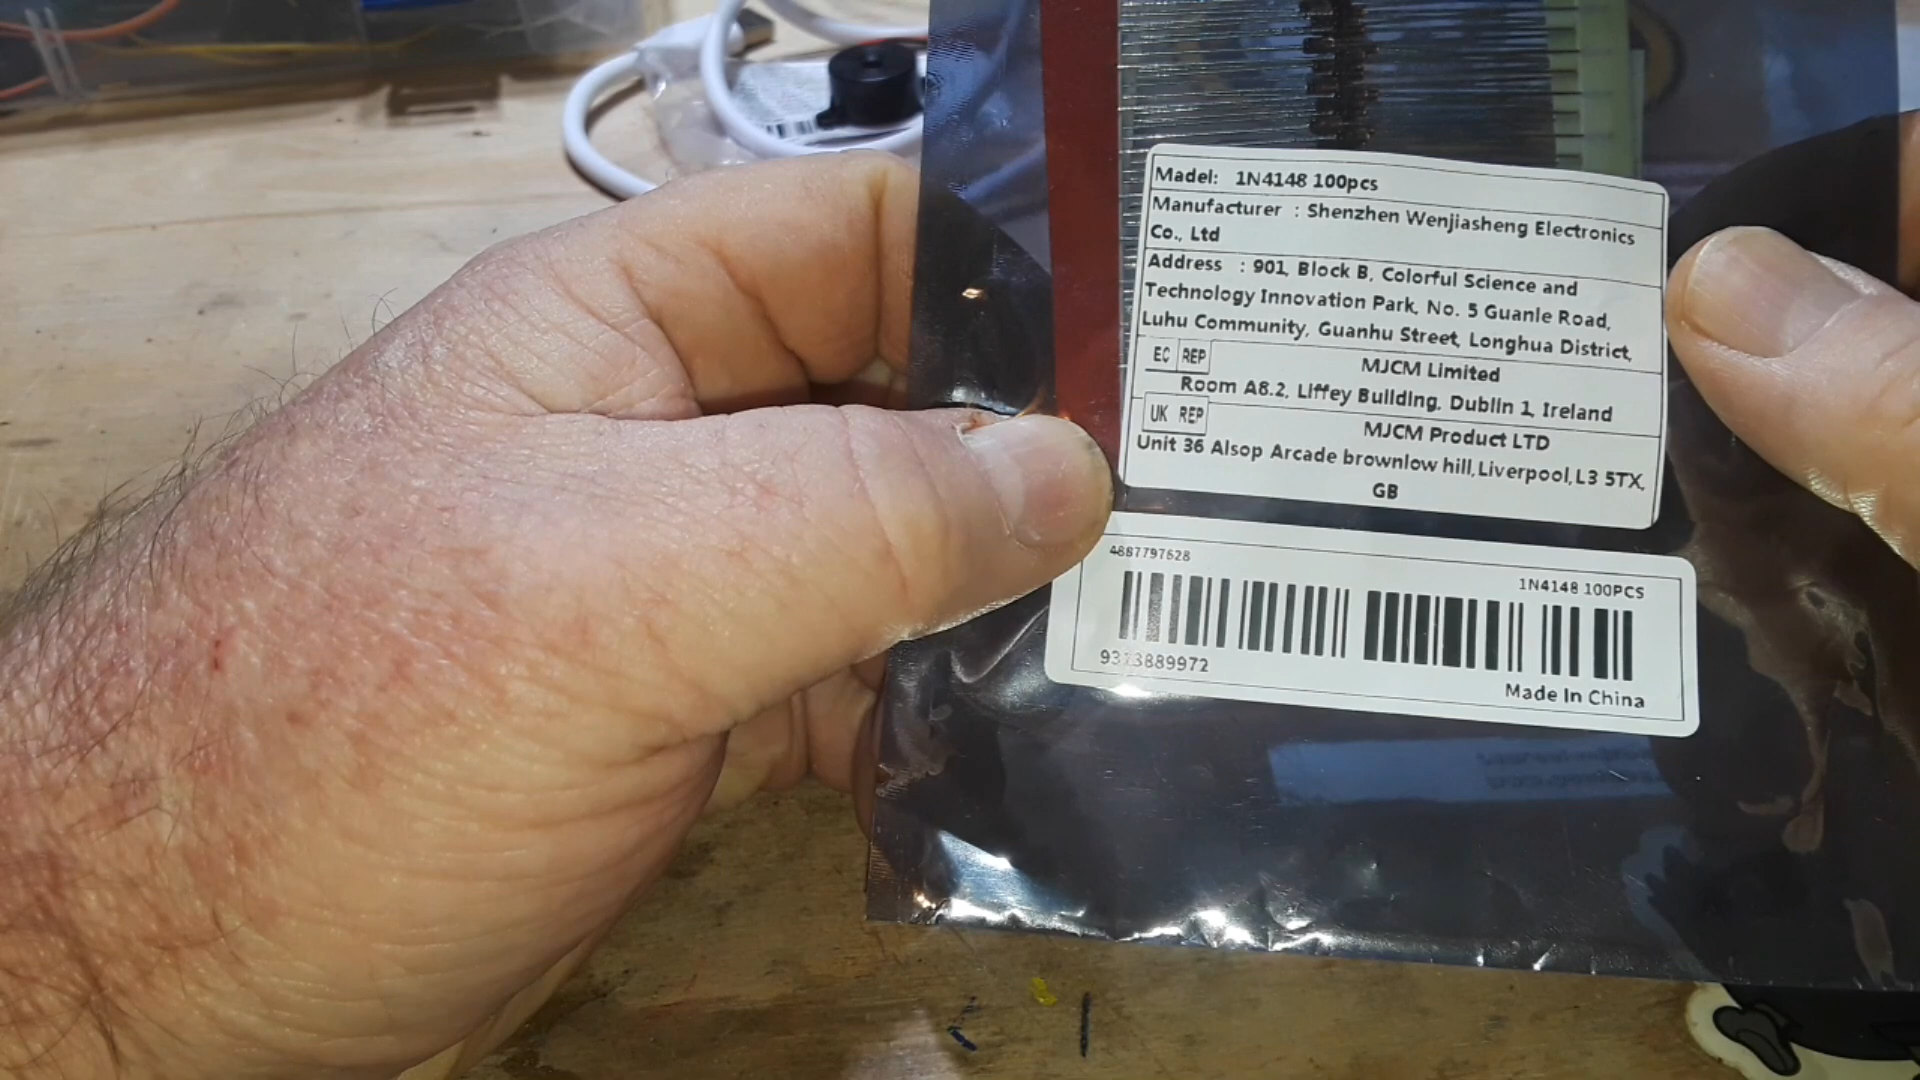 Madel: 1N4148 100pcs
Manufacturer : Shenzhen Wenjiasheng Electronics
Co., Ltd
Address : 901, Block B, Colorful Science and
Technology Innovation Park, No. 5 Guanle Road,
Luhu Community, Guanhu Street, Longhua District,
EC REP
MJCM Limited
Room A8.2, Liffey Building, Dublin 1, Ireland
UK REP
MJCM Product LTD
Unit 36 Alsop Arcade brownlow hill,Liverpool,L3 5TX,
GB
4887797628
1N4148 100PCS
Made In China